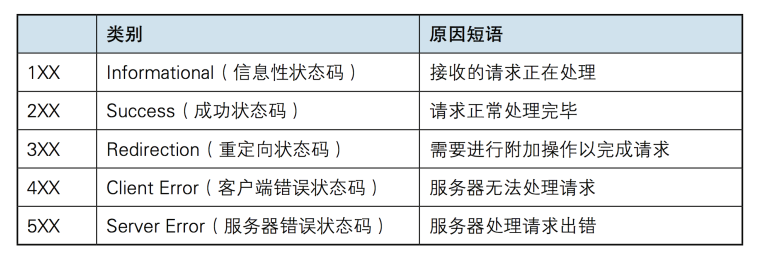 类别 原因短语
1XX Informational（信息性状态码） 接收的请求正在处理
2XX Success（成功状态码） 请求正常处理完毕
3XX Redirection（重定向状态码） 需要进行附加操作以完成请求
4XX Client Error（客户端错误状态码） 服务器无法处理请求
5XX Server Error（服务器错误状态码） 服务器处理请求出错